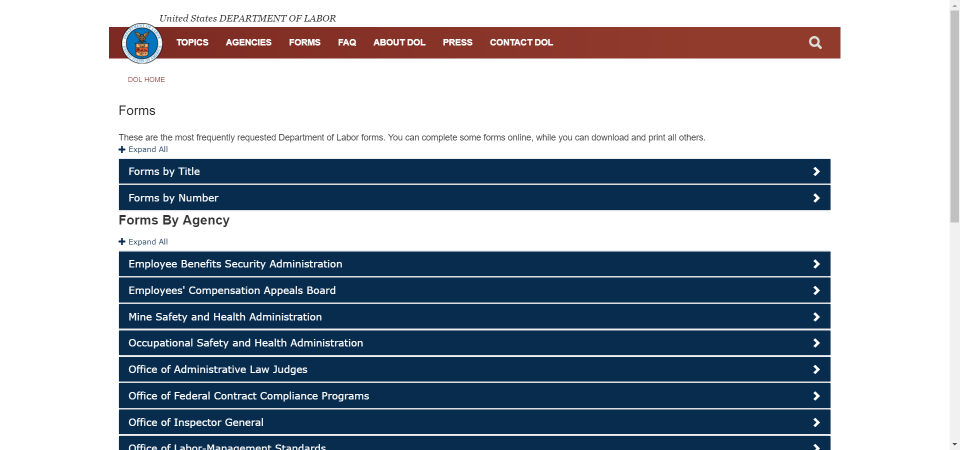 United States DEPARTMENT OF LABOR
TOPICS AGENCIES FORMS FAQ ABOUT DOL PRESS CONTACT DOL
DOL HOME
Forms
These are the most frequently requested Department of Labor forms. You can complete some forms online, while you can download and print all others.
Expand All
Forms by Title
Forms by Number
Forms By Agency
Expand All
Employee Benefits Security Administration
Employees' Compensation Appeals Board
Mine Safety and Health Administration
Occupational Safety and Health Administration
Office of Administrative Law Judges
Office of Federal Contract Compliance Programs
Office of Inspector General
Office of Labor-Management Standards